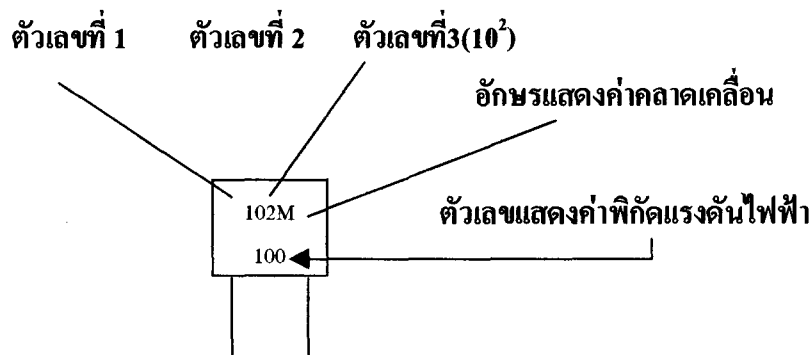 ตัวเลขที่ 1 ตัวเลขที่ 2 ตัวเลขที่3(10²)
อักษรแสดงค่าคลาดเคลื่อน
102M
ตัวเลขแสดงค่าพิกัดแรงดันไฟฟ้า
100